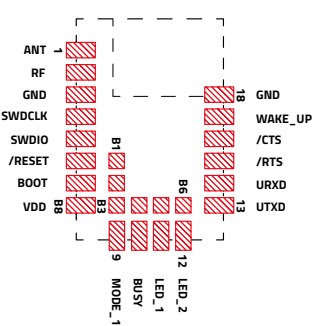 ANT 1
RF
GND 18 GND
SWDCLK WAKE_UP
SWDIO /CTS
/RESET B1 /RTS
BOOT B6 URXD
VDD B8 B3 13 UTXD
9 12
MODE_1 BUSY LED_1 LED_2